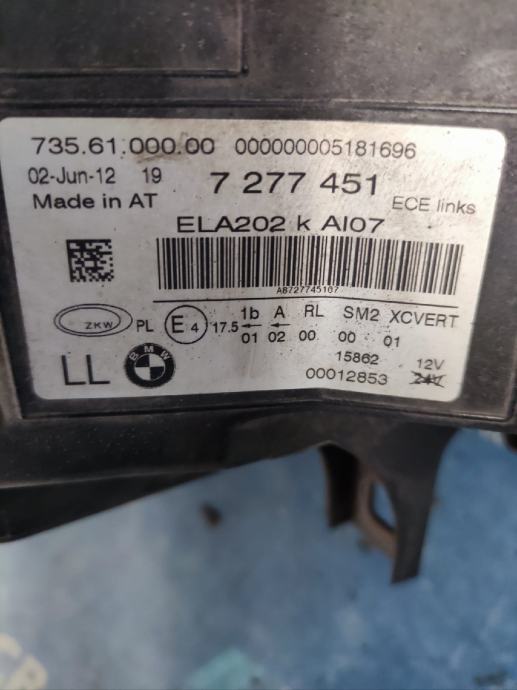 735.61.000.00 000000005181696
02-Jun-12 19 7 277 451
Made in AT ECE links
ELA202 k AI07
A8727745107
ZKW PL E4 17.5 1b A RL SM2 XCVERT
01 02 00 00 01
15862 12V
LL BMW 00012853 24V